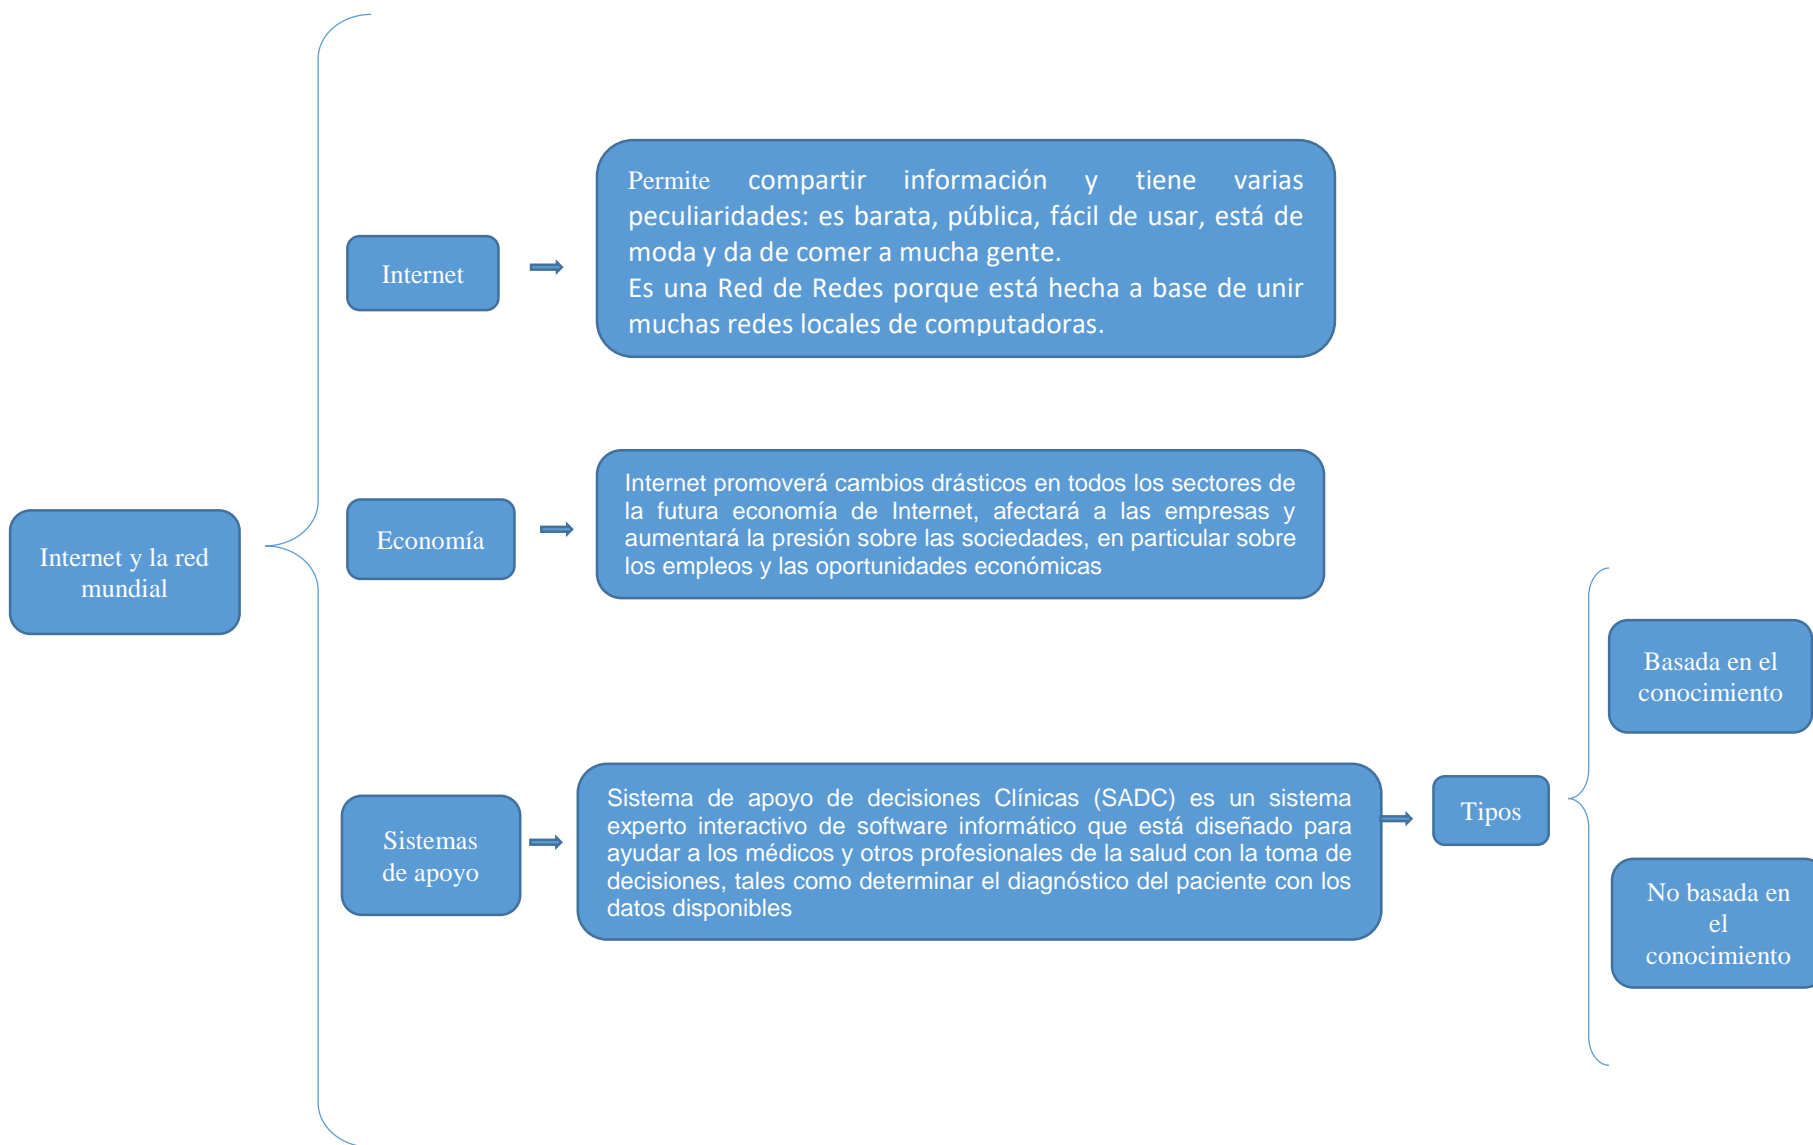 Permite compartir información y tiene varias
peculiaridades: es barata, pública, fácil de usar, está de
moda y da de comer a mucha gente.
Es una Red de Redes porque está hecha a base de unir
muchas redes locales de computadoras.
Internet
Internet promoverá cambios drásticos en todos los sectores de
la futura economía de Internet, afectará a las empresas y
aumentará la presión sobre las sociedades, en particular sobre
los empleos y las oportunidades económicas
Economía
Internet y la red
mundial
Basada en el
conocimiento
Sistemas
de apoyo
Sistema de apoyo de decisiones Clínicas (SADC) es un sistema
experto interactivo de software informático que está diseñado para
ayudar a los médicos y otros profesionales de la salud con la toma de
decisiones, tales como determinar el diagnóstico del paciente con los
datos disponibles
Tipos
No basada en
el
conocimiento